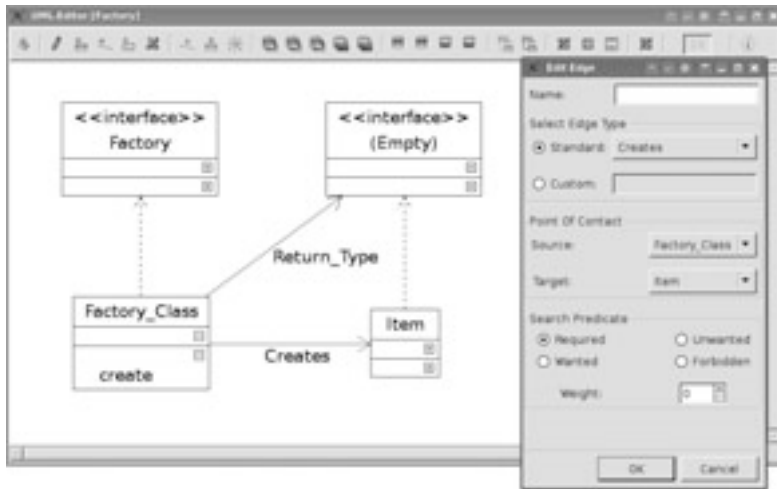 UML Editor [Factory]
<<interface>>
Factory
<<interface>>
(Empty)
Return_Type
Factory_Class
create
Creates
Item
Edit Edge
Name:
Select Edge Type
Standard: Creates
Custom:
Point Of Contact
Source: Factory_Class
Target: Item
Search Predicate
Required Unwanted
Wanted Forbidden
Weight: 0
OK Cancel